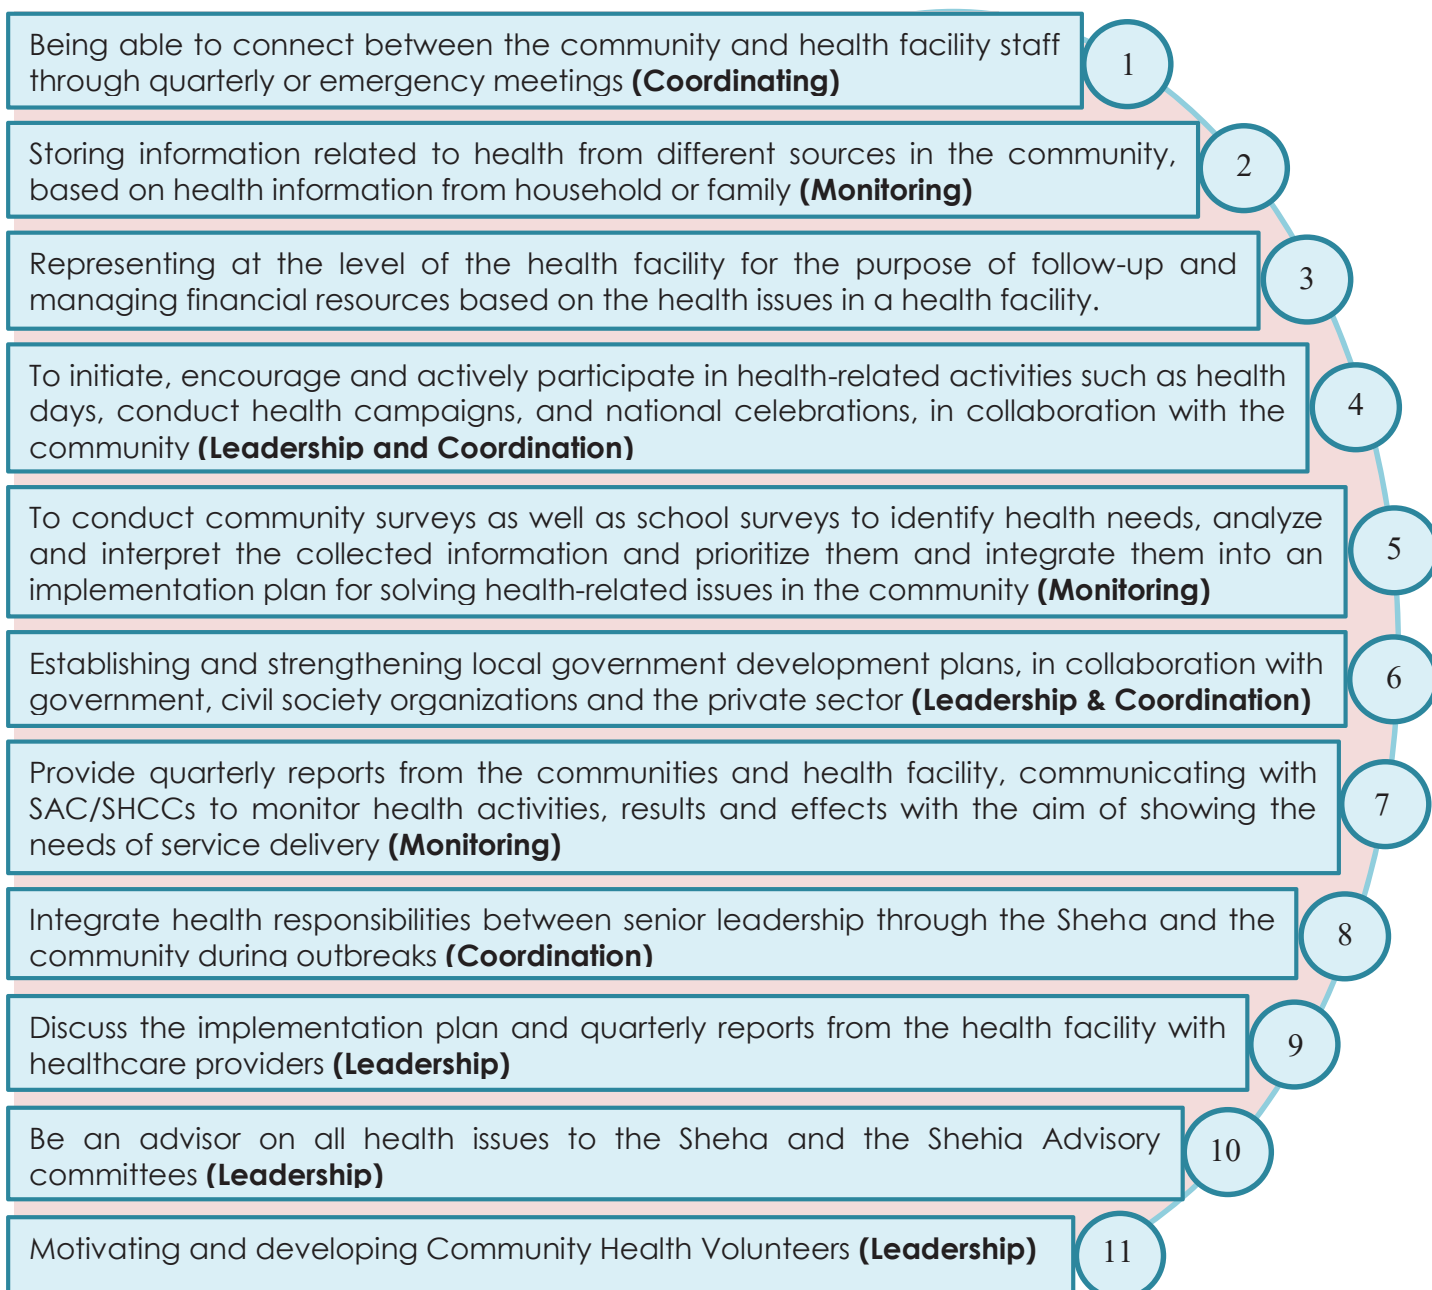 Being able to connect between the community and health facility staff
through quarterly or emergency meetings (Coordinating)
1
Storing information related to health from different sources in the community,
based on health information from household or family (Monitoring)
2
Representing at the level of the health facility for the purpose of follow-up and
managing financial resources based on the health issues in a health facility.
3
To initiate, encourage and actively participate in health-related activities such as health
days, conduct health campaigns, and national celebrations, in collaboration with the
community (Leadership and Coordination)
4
To conduct community surveys as well as school surveys to identify health needs, analyze
and interpret the collected information and prioritize them and integrate them into an
implementation plan for solving health-related issues in the community (Monitoring)
5
Establishing and strengthening local government development plans, in collaboration with
government, civil society organizations and the private sector (Leadership & Coordination)
6
Provide quarterly reports from the communities and health facility, communicating with
SAC/SHCCs to monitor health activities, results and effects with the aim of showing the
needs of service delivery (Monitoring)
7
Integrate health responsibilities between senior leadership through the Sheha and the
community during outbreaks (Coordination)
8
Discuss the implementation plan and quarterly reports from the health facility with
healthcare providers (Leadership)
9
Be an advisor on all health issues to the Sheha and the Shehia Advisory
committees (Leadership)
10
Motivating and developing Community Health Volunteers (Leadership)
11